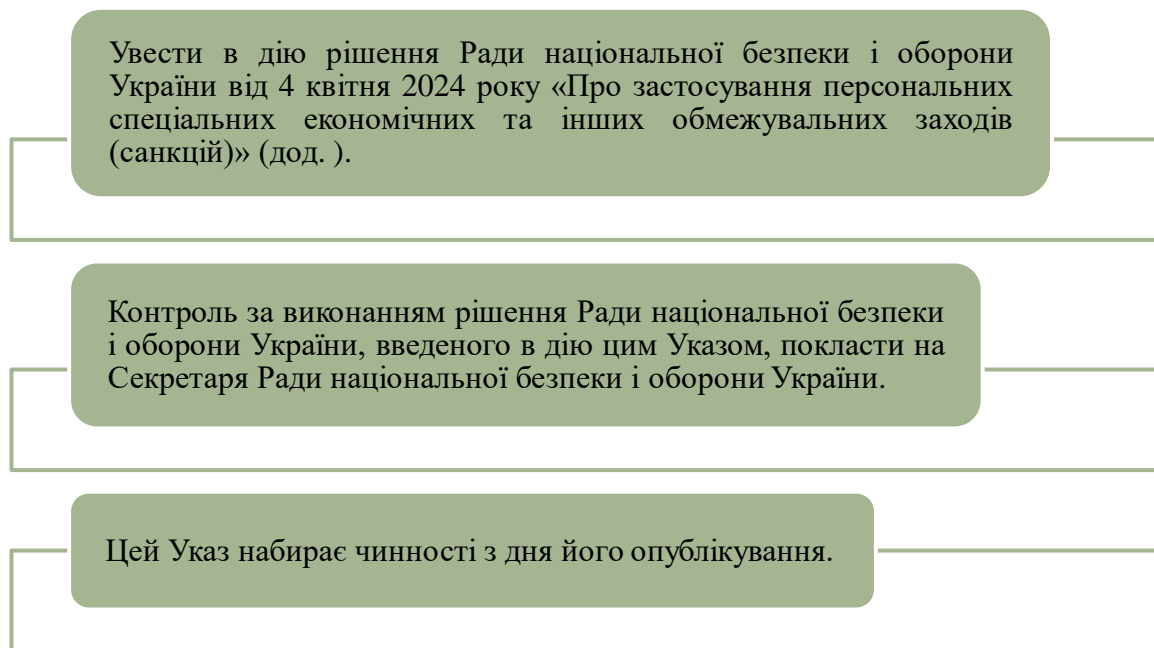 Увести в дію рішення Ради національної безпеки і оборони
України від 4 квітня 2024 року «Про застосування персональних
спеціальних економічних та інших обмежувальних заходів
(санкцій)» (дод. ).
Контроль за виконанням рішення Ради національної безпеки
і оборони України, введеного в дію цим Указом, покласти на
Секретаря Ради національної безпеки і оборони України.
Цей Указ набирає чинності з дня його опублікування.